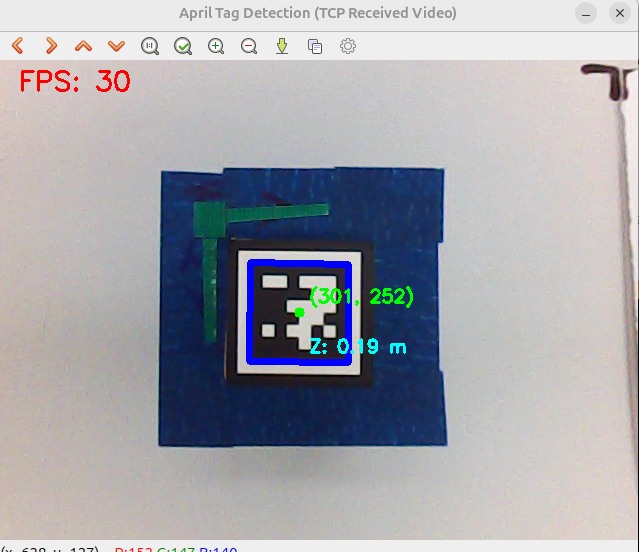 April Tag Detection (TCP Received Video)
FPS: 30
(301, 252)
Z: 0.19 m